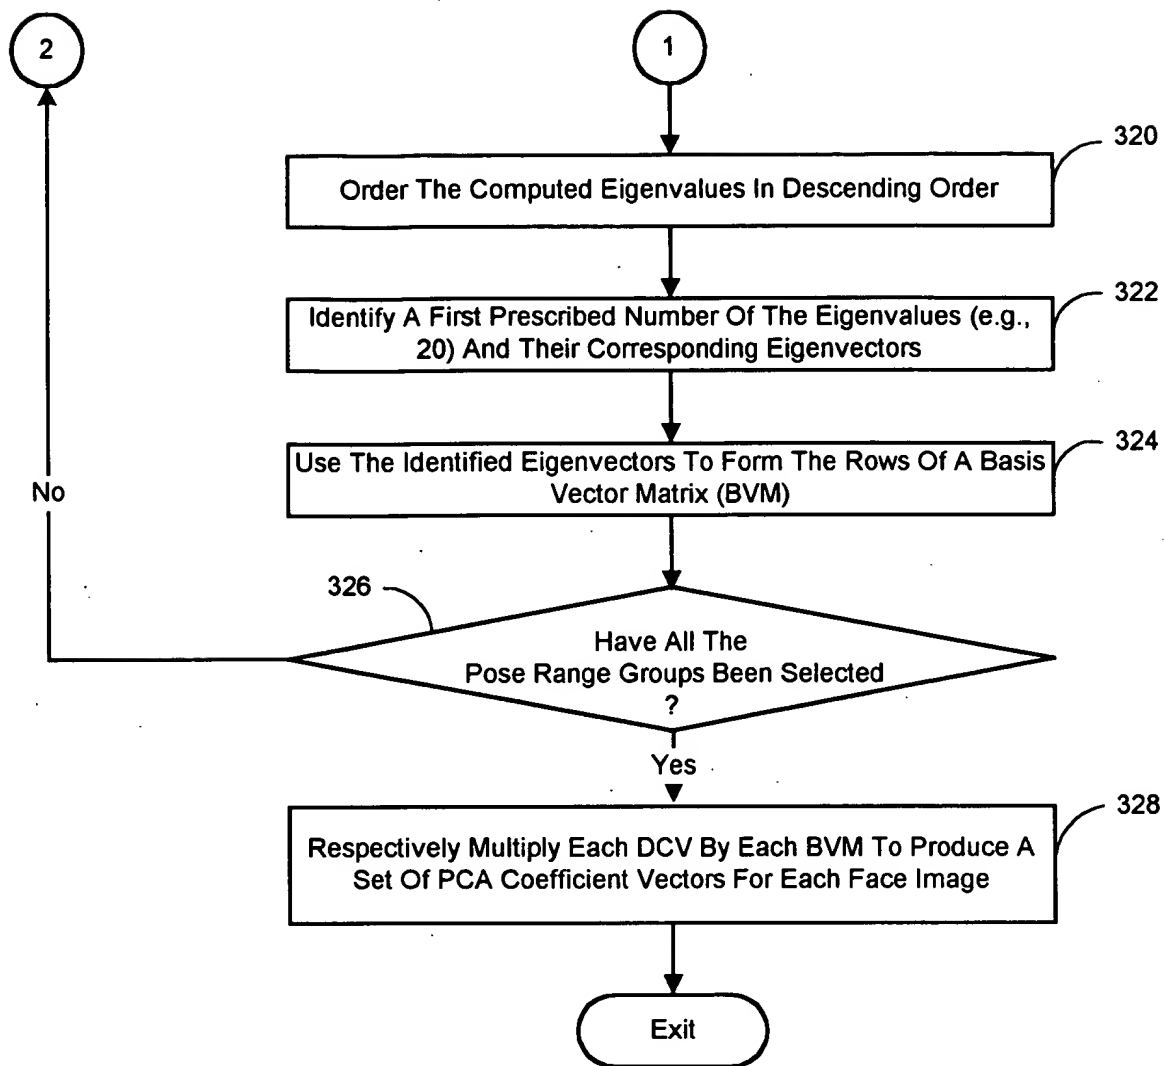 2
1
320
Order The Computed Eigenvalues In Descending Order
322
Identify A First Prescribed Number Of The Eigenvalues (e.g.,
20) And Their Corresponding Eigenvectors
324
Use The Identified Eigenvectors To Form The Rows Of A Basis
Vector Matrix (BVM)
No
326
Have All The
Pose Range Groups Been Selected
?
Yes
328
Respectively Multiply Each DCV By Each BVM To Produce A
Set Of PCA Coefficient Vectors For Each Face Image
Exit